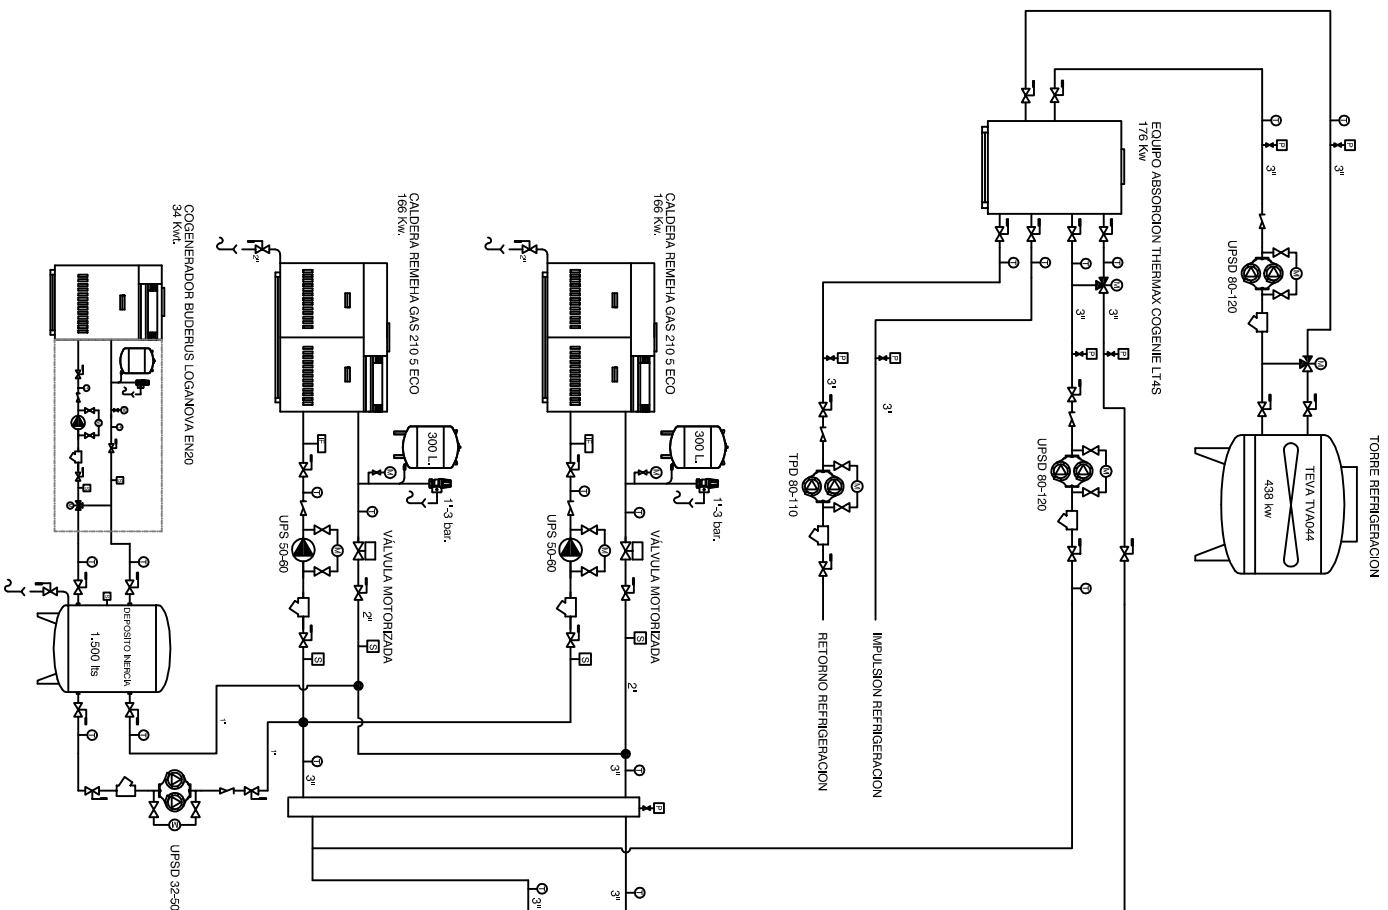 TORRE REFRIGERACION
TEVA TVA044
438 kw
UPSD 80-120
3"
3"
EQUIPO ABSORCION THERMAX COGENIE LT4S
176 Kw
3"
3"
UPSD 80-120
3'
3'
TPD 80-110
IMPULSION REFRIGERACION
RETORNO REFRIGERACION
CALDERA REMEHA GAS 210 5 ECO
166 Kw.
2"
300 L.
1"-3 bar.
UPS 50-60
VÁLVULA MOTORIZADA
2'
3"
3"
CALDERA REMEHA GAS 210 5 ECO
166 Kw.
2"
300 L.
1"-3 bar.
UPS 50-60
VÁLVULA MOTORIZADA
2"
3"
3"
COGENERADOR BUDERUS LOGANOVA EN20
34 Kwt.
DEPOSITO INERCIA
1.500 lts
1"
1"
UPSD 32-50
T
T
P
P
M
M
T
T
T
T
M
P
P
P
P
M
M
T
T
M
T
T
M
S
S
F
M
T
T
M
S
S
T
T
P
T
T
T
T
T
T
M